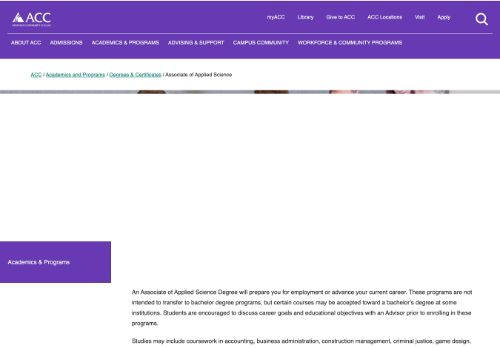 ACC
myACC Library Give to ACC ACC Locations Visit Apply
ABOUT ACC ADMISSIONS ACADEMICS & PROGRAMS ADVISING & SUPPORT CAMPUS COMMUNITY WORKFORCE & COMMUNITY PROGRAMS
ACC / Academics and Programs / Degrees & Certificates / Associate of Applied Science
Academics & Programs
An Associate of Applied Science Degree will prepare you for employment or advance your current career. These programs are not
intended to transfer to bachelor degree programs, but certain courses may be accepted toward a bachelor's degree at some
institutions. Students are encouraged to discuss career goals and educational objectives with an Advisor prior to enrolling in these
programs.
Studies may include coursework in accounting, business administration, construction management, criminal justice, game design,